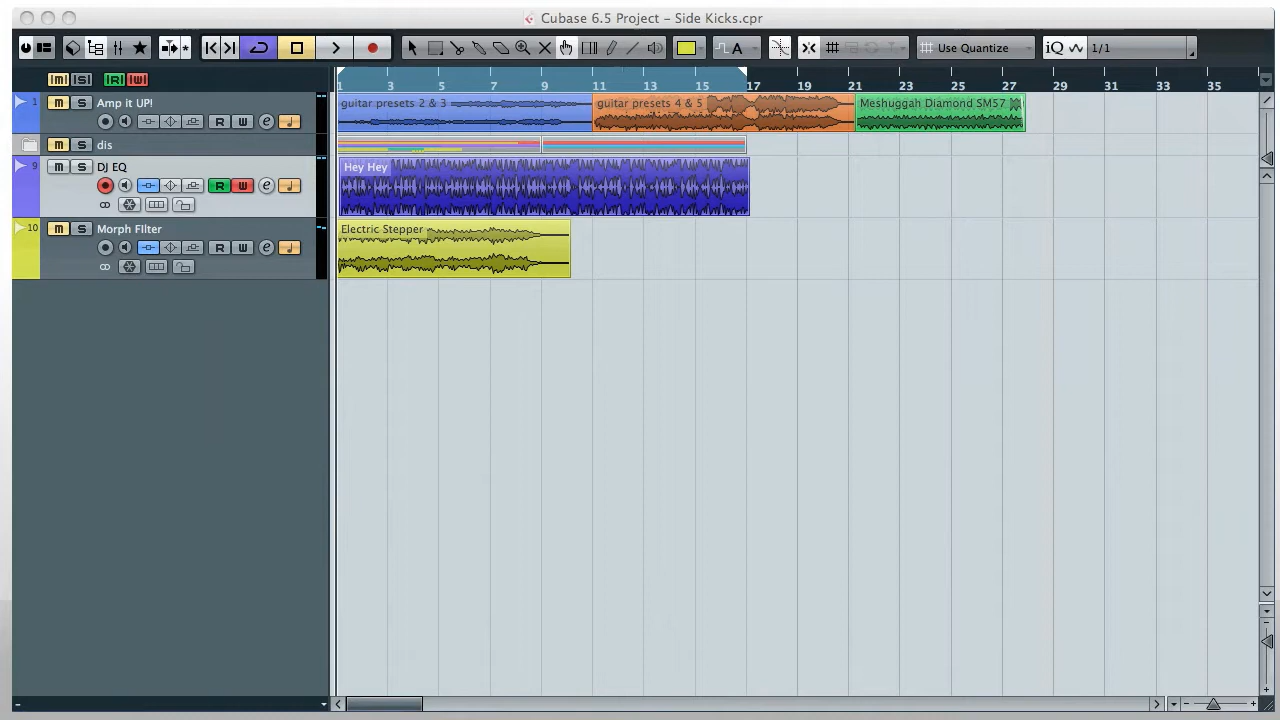 Cubase 6.5 Project – Side Kicks.cpr
A Use Quantize iQ 1/1
M S R W
1 3 5 7 9 11 13 15 17 19 21 23 25 27 29 31 33 35
1 M S Amp it UP! guitar presets 2 & 3 guitar presets 4 & 5 Meshuggah Diamond SM57
R W e
M S dis
9 M S DJ EQ Hey Hey
R W e
10 M S Morph FIlter Electric Stepper
R W e